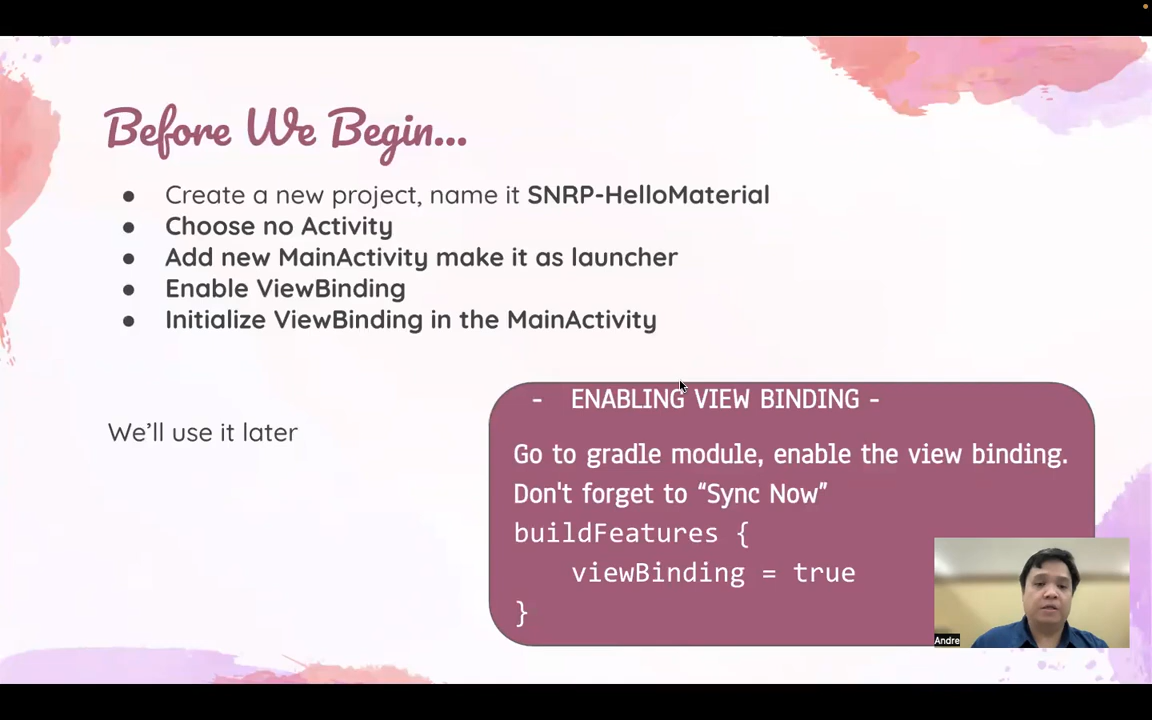 Before We Begin...
● Create a new project, name it SNRP-HelloMaterial
● Choose no Activity
● Add new MainActivity make it as launcher
● Enable ViewBinding
● Initialize ViewBinding in the MainActivity
We’ll use it later
- ENABLING VIEW BINDING -
Go to gradle module, enable the view binding.
Don't forget to “Sync Now”
buildFeatures {
viewBinding = true
}
Andre